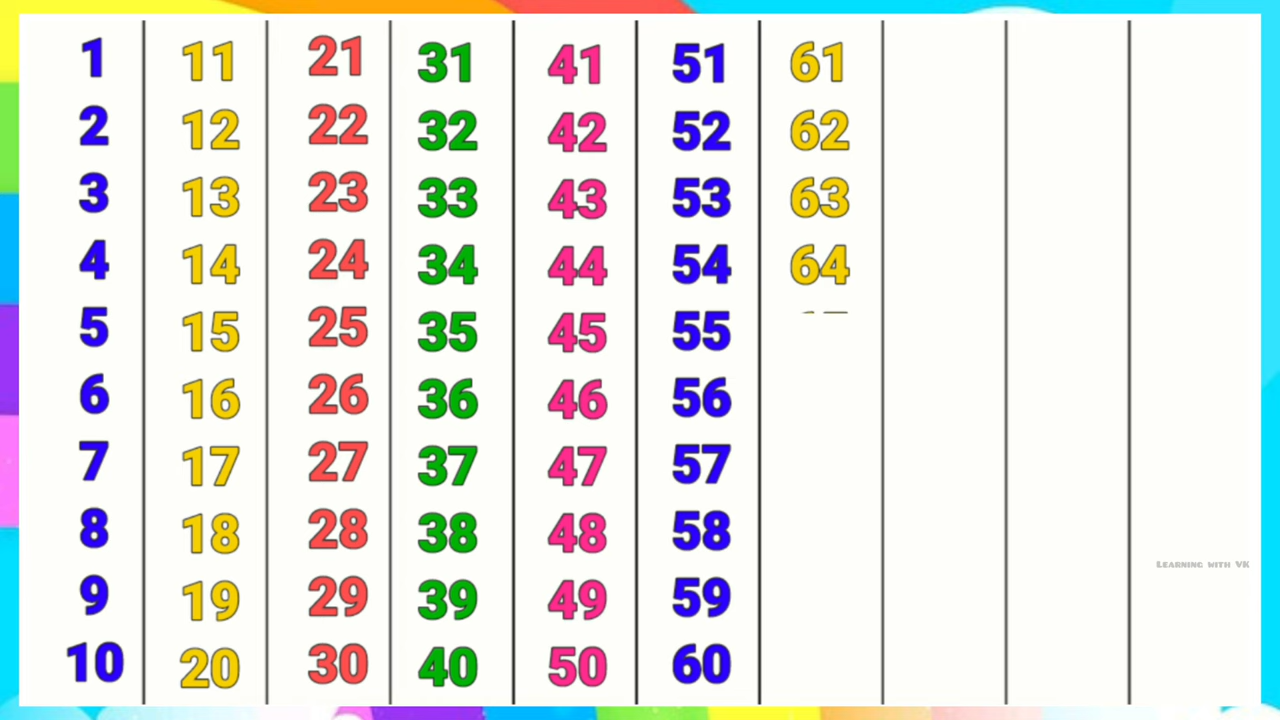 1 11 21 31 41 51 61
2 12 22 32 42 52 62
3 13 23 33 43 53 63
4 14 24 34 44 54 64
5 15 25 35 45 55
6 16 26 36 46 56
7 17 27 37 47 57
8 18 28 38 48 58
9 19 29 39 49 59
10 20 30 40 50 60
Learning with VK